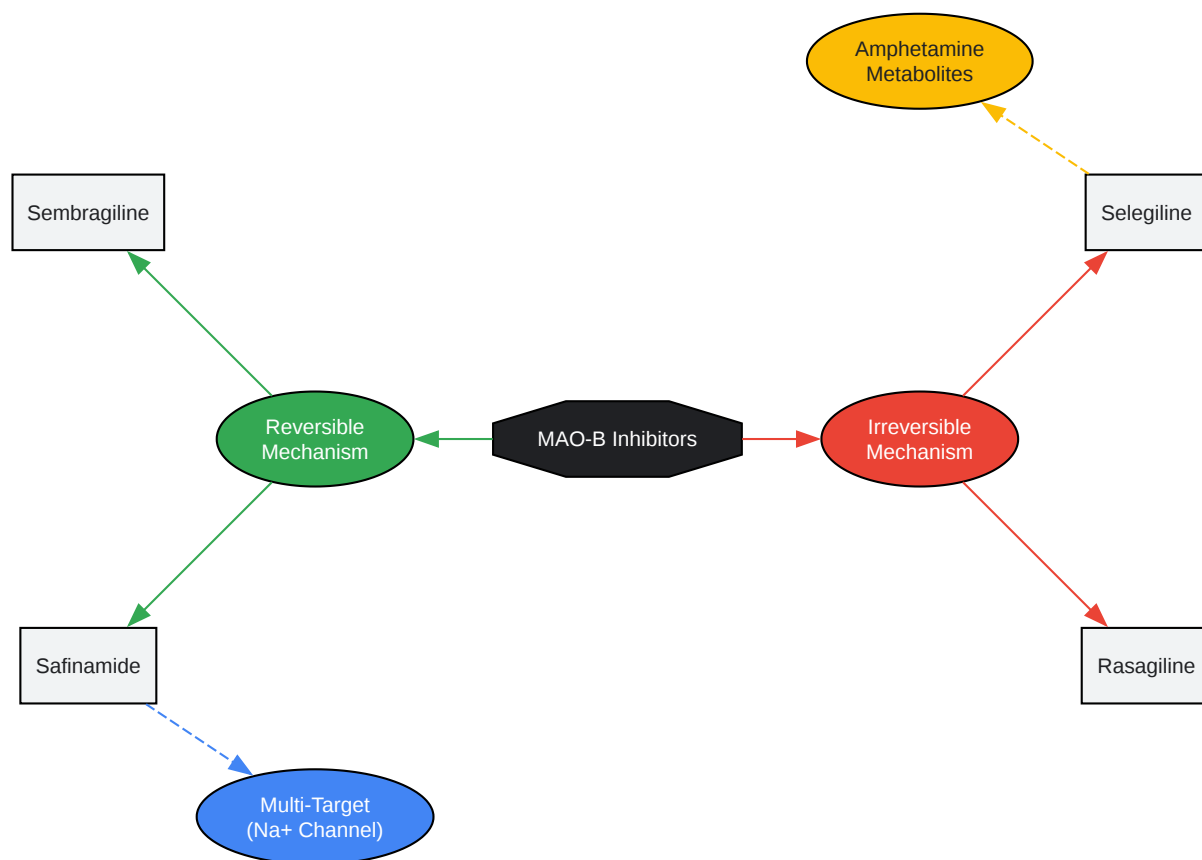 Amphetamine
Metabolites
Sembragiline
Selegiline
Reversible
Mechanism
MAO-B Inhibitors
Irreversible
Mechanism
Safinamide
Rasagiline
Multi-Target
(Na+ Channel)